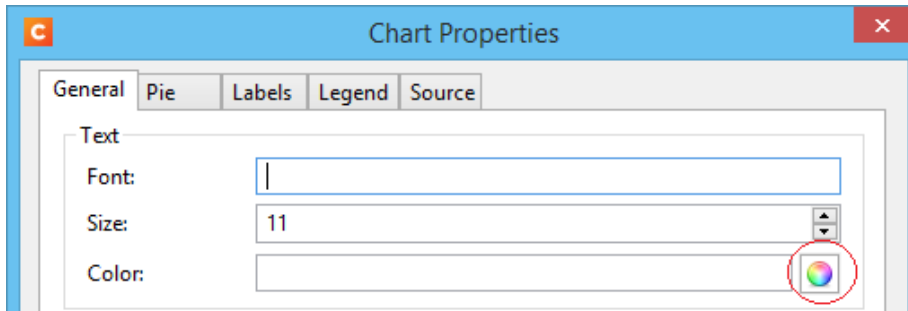 C Chart Properties ×
General Pie Labels Legend Source
Text
Font:
Size: 11
Color: